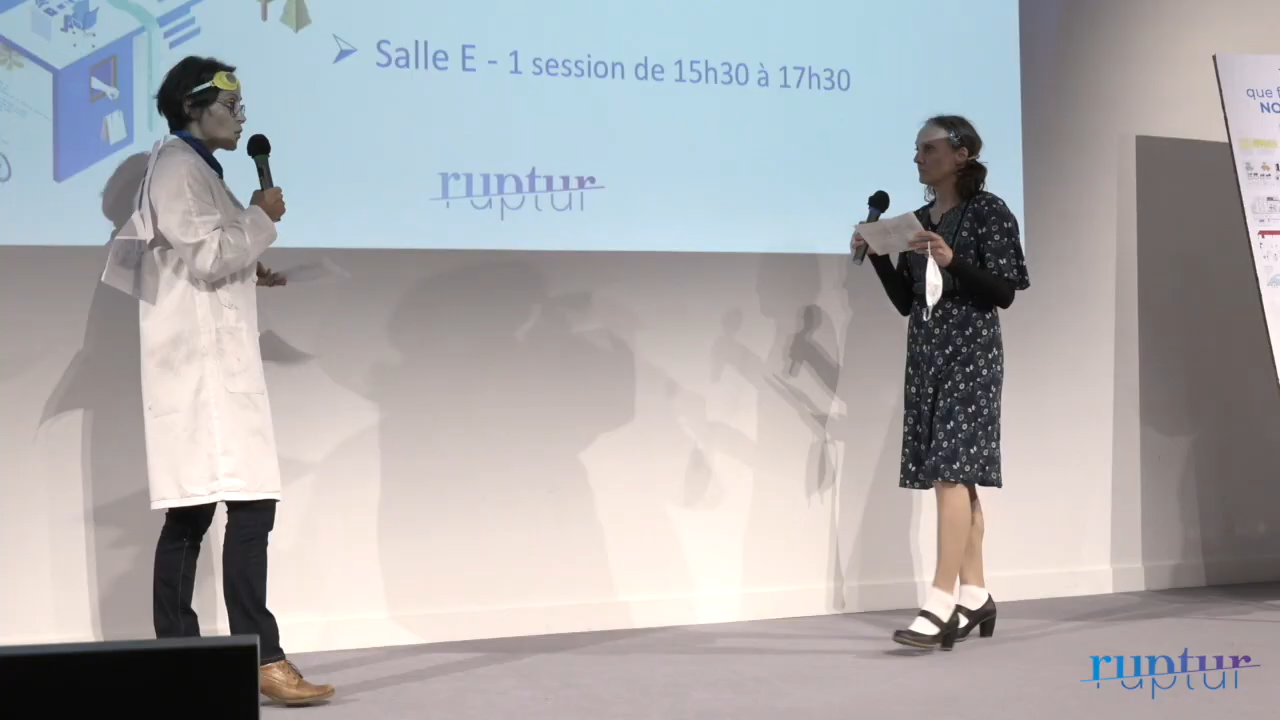 ➢ Salle E - 1 session de 15h30 à 17h30
ruptur
que f
NO
ruptur